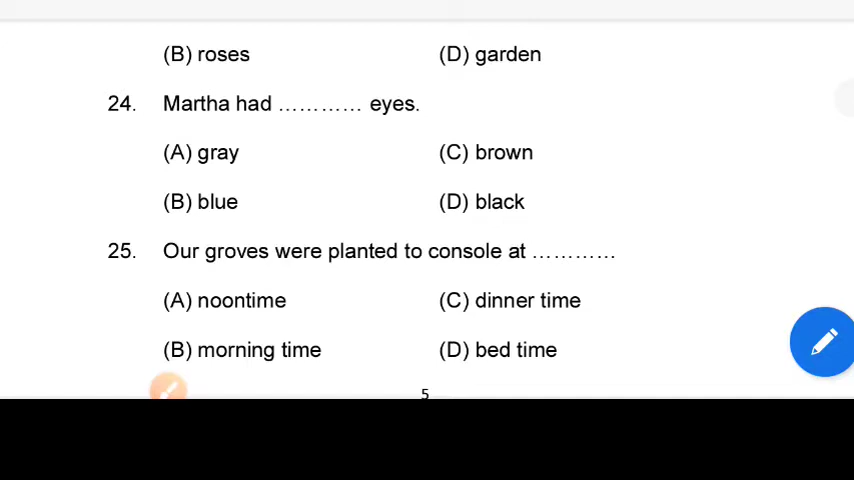 (B) roses (D) garden
24. Martha had ………… eyes.
(A) gray (C) brown
(B) blue (D) black
25. Our groves were planted to console at …………
(A) noontime (C) dinner time
(B) morning time (D) bed time
5